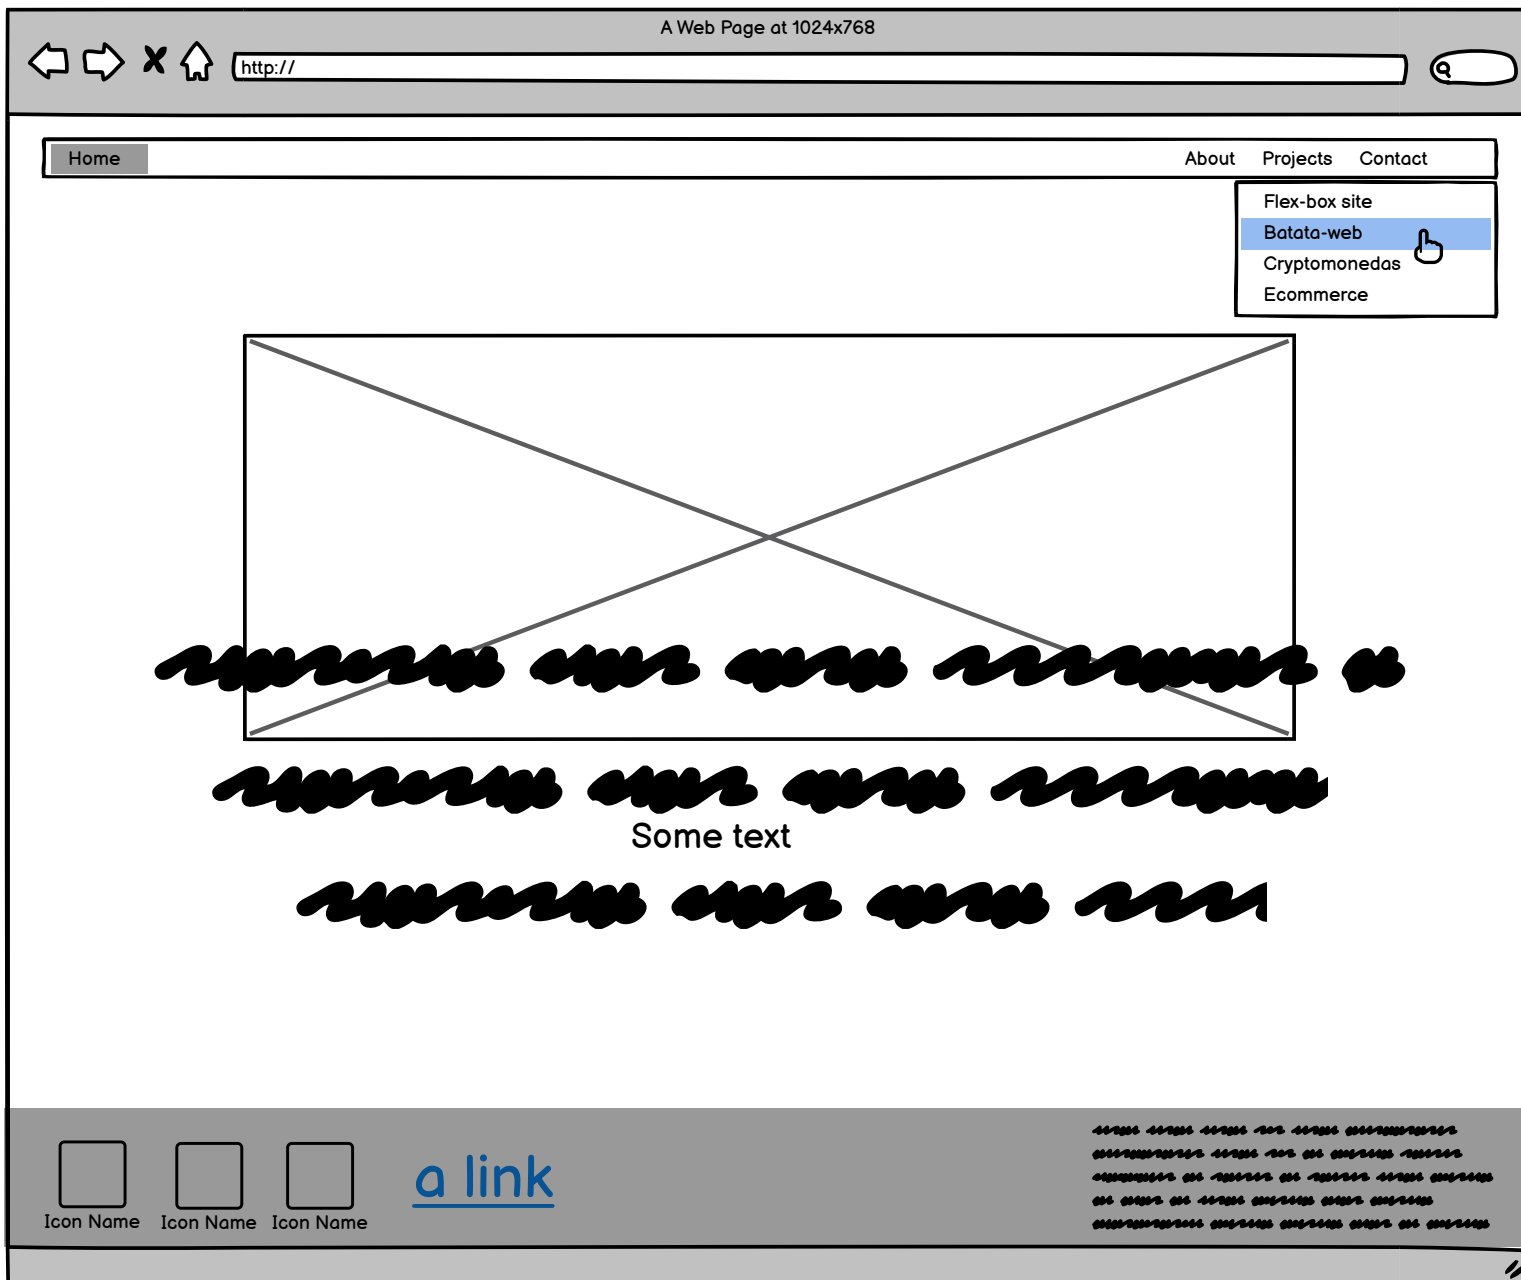 A Web Page at 1024x768
http://
Home About Projects Contact
Flex-box site
Batata-web
Cryptomonedas
Ecommerce
Some text
a link
Icon Name Icon Name Icon Name